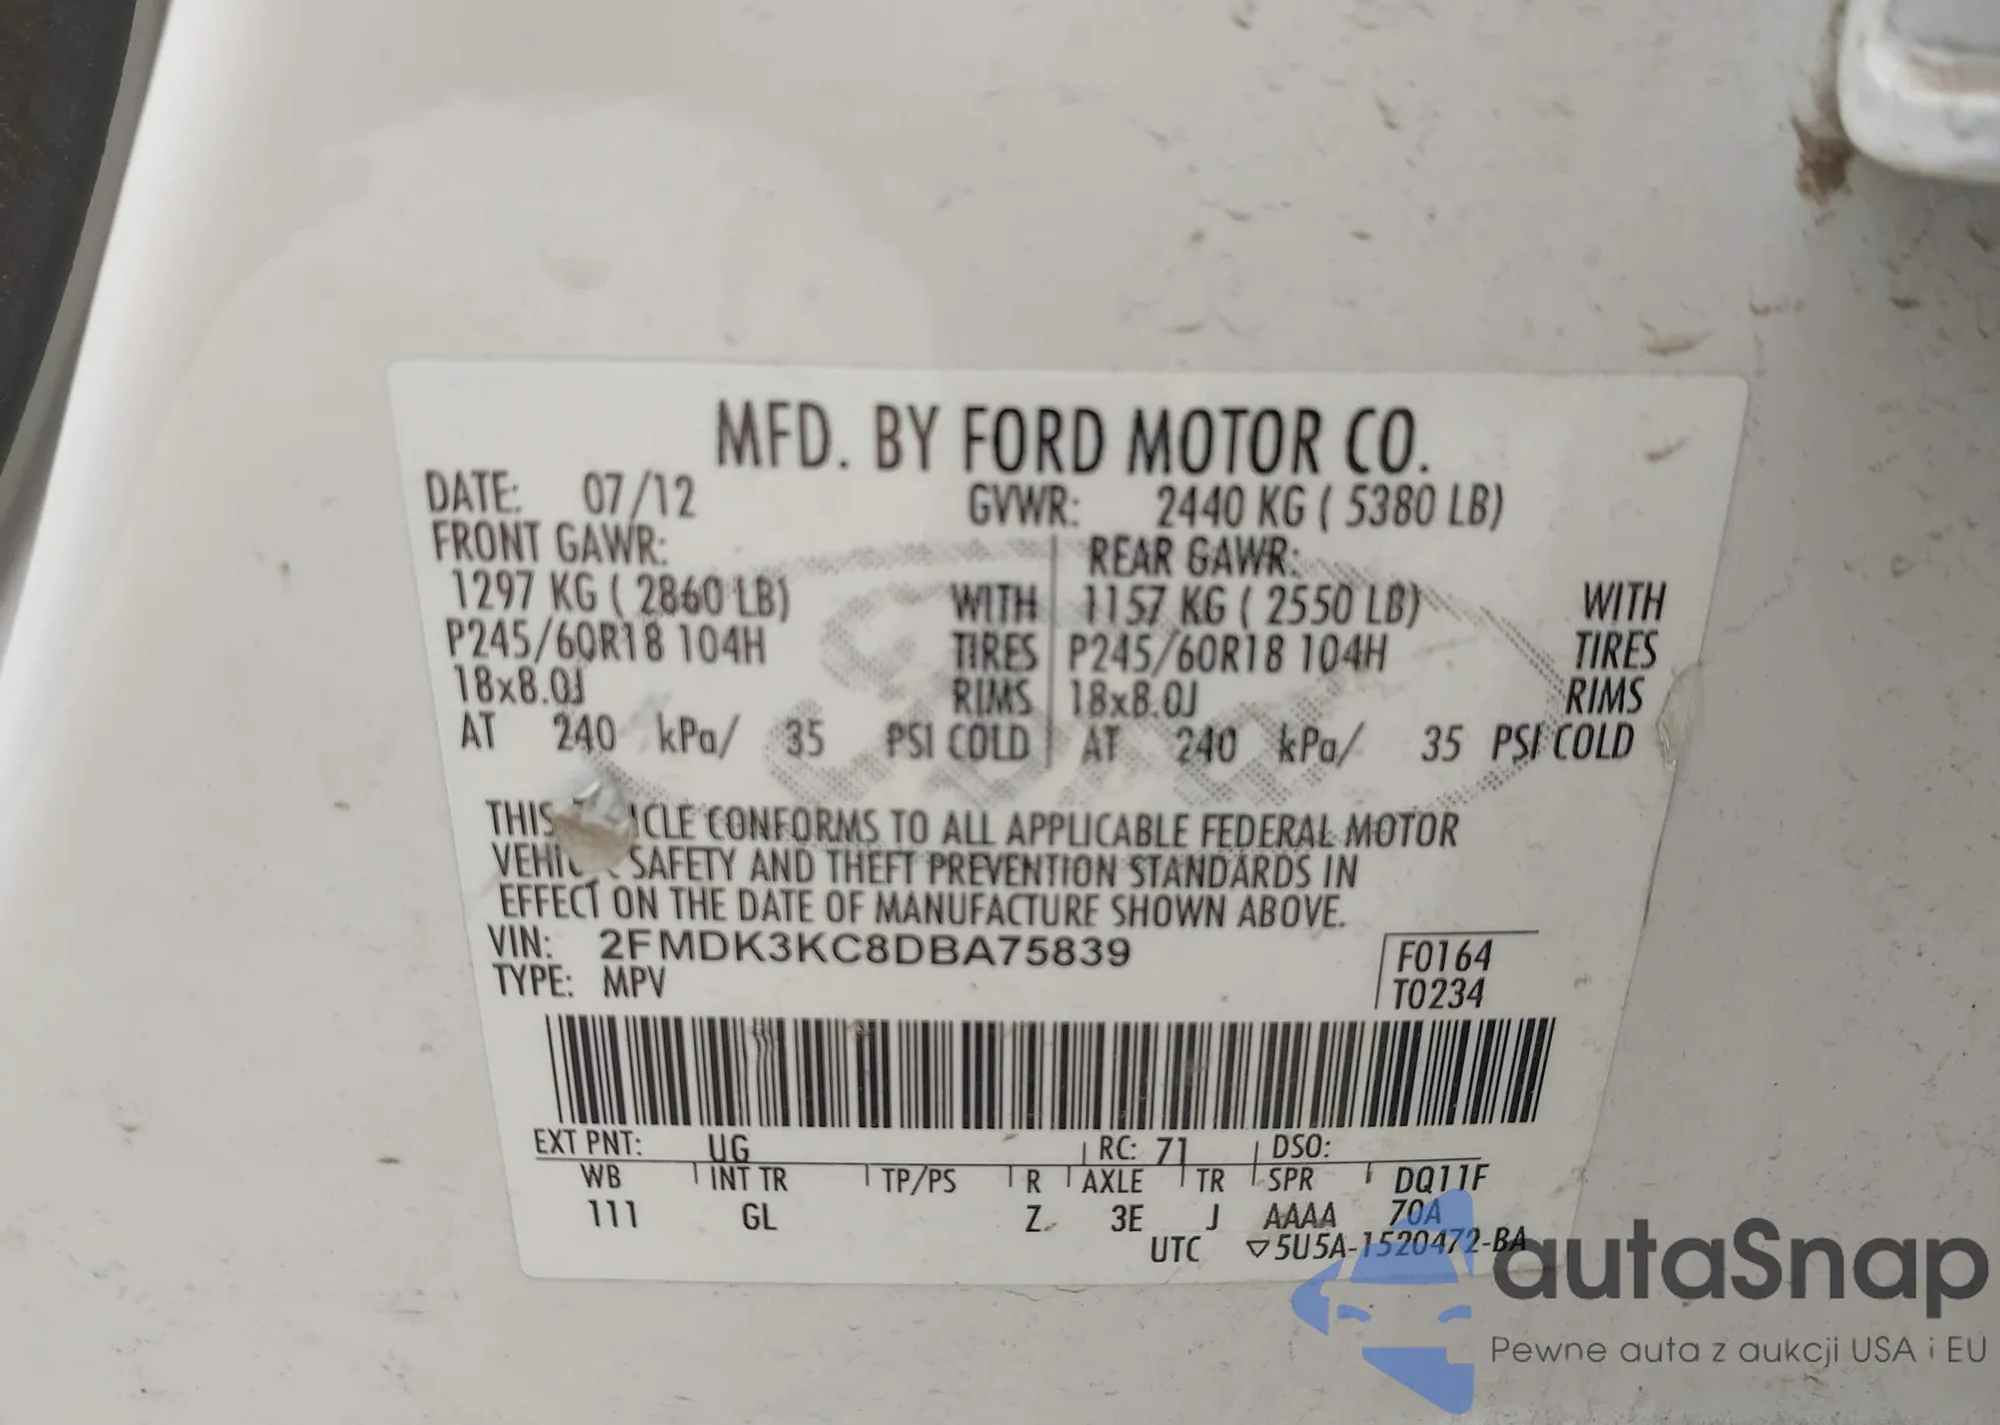 MFD. BY FORD MOTOR CO.
DATE: 07/12 GVWR: 2440 KG ( 5380 LB)
FRONT GAWR: REAR GAWR:
1297 KG ( 2860 LB) WITH 1157 KG ( 2550 LB) WITH
P245/60R18 104H TIRES P245/60R18 104H TIRES
18x8.0J RIMS 18x8.0J RIMS
AT 240 kPa/ 35 PSI COLD AT 240 kPa/ 35 PSI COLD
THIS CONFORMS TO ALL APPLICABLE FEDERAL MOTOR
SAFETY AND THEFT PREVENTION STANDARDS IN
EFFECT ON THE DATE OF MANUFACTURE SHOWN ABOVE.
VIN: 2FMDK3KC8DBA75839 F0164
TYPE: MPV T0234
EXT PNT: UG RC: 71 DSO:
WB INT TR TP/PS R AXLE TR SPR DQ11F
111 GL Z 3E J AAAA 70A
UTC ▽5U5A-1520472-BA
autaSnap
Pewne auta z aukcji USA i EU